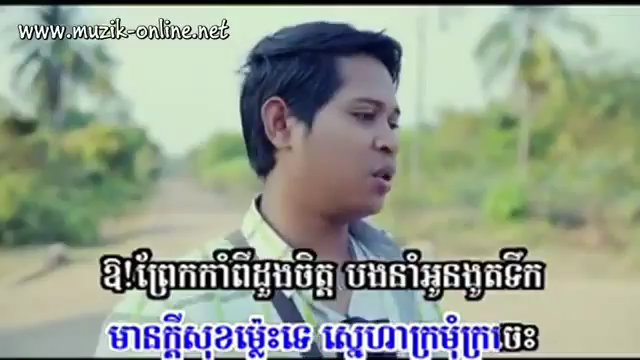 www.muzik-online.net
ឱ!ព្រែកកាំពីដួងចិត្ត បងនាំអូនងូតទឹក
មានក្ដីសុខម្ល៉េះទេ ស្នេហាក្រមុំក្រាចេះ